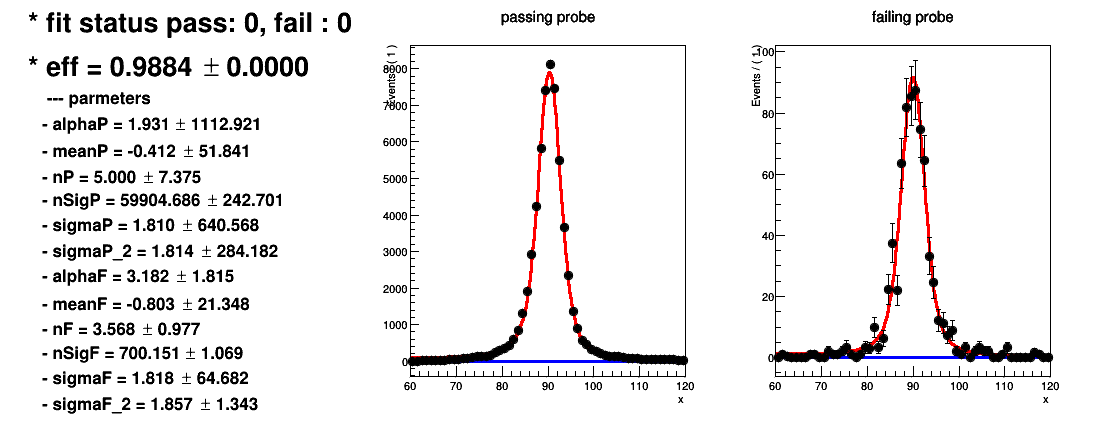 * fit status pass: 0, fail : 0
* eff = 0.9884 ± 0.0000
--- parmeters
- alphaP = 1.931 ± 1112.921
- meanP = -0.412 ± 51.841
- nP = 5.000 ± 7.375
- nSigP = 59904.686 ± 242.701
- sigmaP = 1.810 ± 640.568
- sigmaP_2 = 1.814 ± 284.182
- alphaF = 3.182 ± 1.815
- meanF = -0.803 ± 21.348
- nF = 3.568 ± 0.977
- nSigF = 700.151 ± 1.069
- sigmaF = 1.818 ± 64.682
- sigmaF_2 = 1.857 ± 1.343
passing probe
Events / ( 1 )
8000
7000
6000
5000
4000
3000
2000
1000
0
60 70 80 90 100 110 120
x
failing probe
Events / ( 1 )
100
80
60
40
20
0
60 70 80 90 100 110 120
x